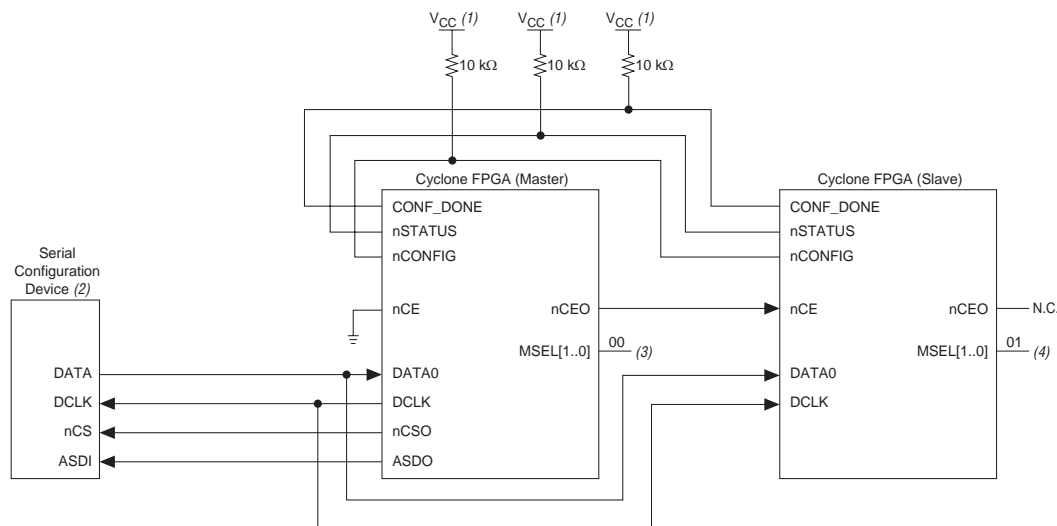 VCC (1) VCC (1) VCC (1)
10 kΩ 10 kΩ 10 kΩ
Cyclone FPGA (Master)
CONF_DONE
nSTATUS
nCONFIG
nCE
nCEO
MSEL[1..0] 00 (3)
DATA0
DCLK
nCSO
ASDO
Cyclone FPGA (Slave)
CONF_DONE
nSTATUS
nCONFIG
nCE
nCEO N.C.
MSEL[1..0] 01 (4)
DATA0
DCLK
Serial
Configuration
Device (2)
DATA
DCLK
nCS
ASDI